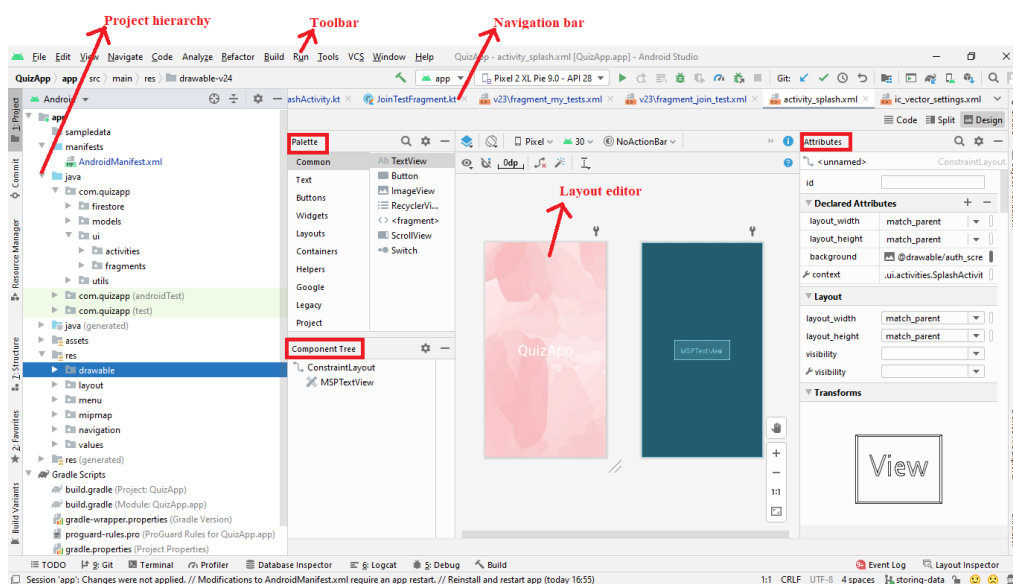 Project hierarchy
Toolbar
Navigation bar
File Edit View Navigate Code Analyze Refactor Build Run Tools VCS Window Help QuizApp - activity_splash.xml [QuizApp.app] - Android Studio
QuizApp app src main res drawable-v24 app Pixel 2 XL Pie 9.0 - API 28 Git:
Android
ashActivity.kt JoinTestFragment.kt v23\fragment_my_tests.xml v23\fragment_join_test.xml activity_splash.xml ic_vector_settings.xml
Code Split Design
1: Project
Commit
Resource Manager
7: Structure
2: Favorites
Build Variants
app
sampledata
manifests
AndroidManifest.xml
java
com.quizapp
firestore
models
ui
activities
fragments
utils
com.quizapp (androidTest)
com.quizapp (test)
java (generated)
assets
res
drawable
layout
menu
mipmap
navigation
values
res (generated)
Gradle Scripts
build.gradle (Project: QuizApp)
build.gradle (Module: QuizApp.app)
gradle-wrapper.properties (Gradle Version)
proguard-rules.pro (ProGuard Rules for QuizApp.app)
gradle.properties (Project Properties)
Palette
Common
Text
Buttons
Widgets
Layouts
Containers
Helpers
Google
Legacy
Project
Ab TextView
Button
ImageView
RecyclerVi...
<> <fragment>
ScrollView
Switch
Component Tree
ConstraintLayout
MSPTextView
Pixel 30 NoActionBar
0dp
Layout editor
QuizApp
MSPTextView
1:1
Attributes
<unnamed> ConstraintLayout
id
Declared Attributes
layout_width match_parent
layout_height match_parent
background @drawable/auth_scre
context .ui.activities.SplashActivit
Layout
layout_width match_parent
layout_height match_parent
visibility
visibility
Transforms
View
TODO 9: Git Terminal Profiler Database Inspector 6: Logcat 5: Debug Build Event Log Layout Inspector
Session 'app': Changes were not applied. // Modifications to AndroidManifest.xml require an app restart. // Reinstall and restart app (today 16:55) 1:1 CRLF UTF-8 4 spaces storing-data